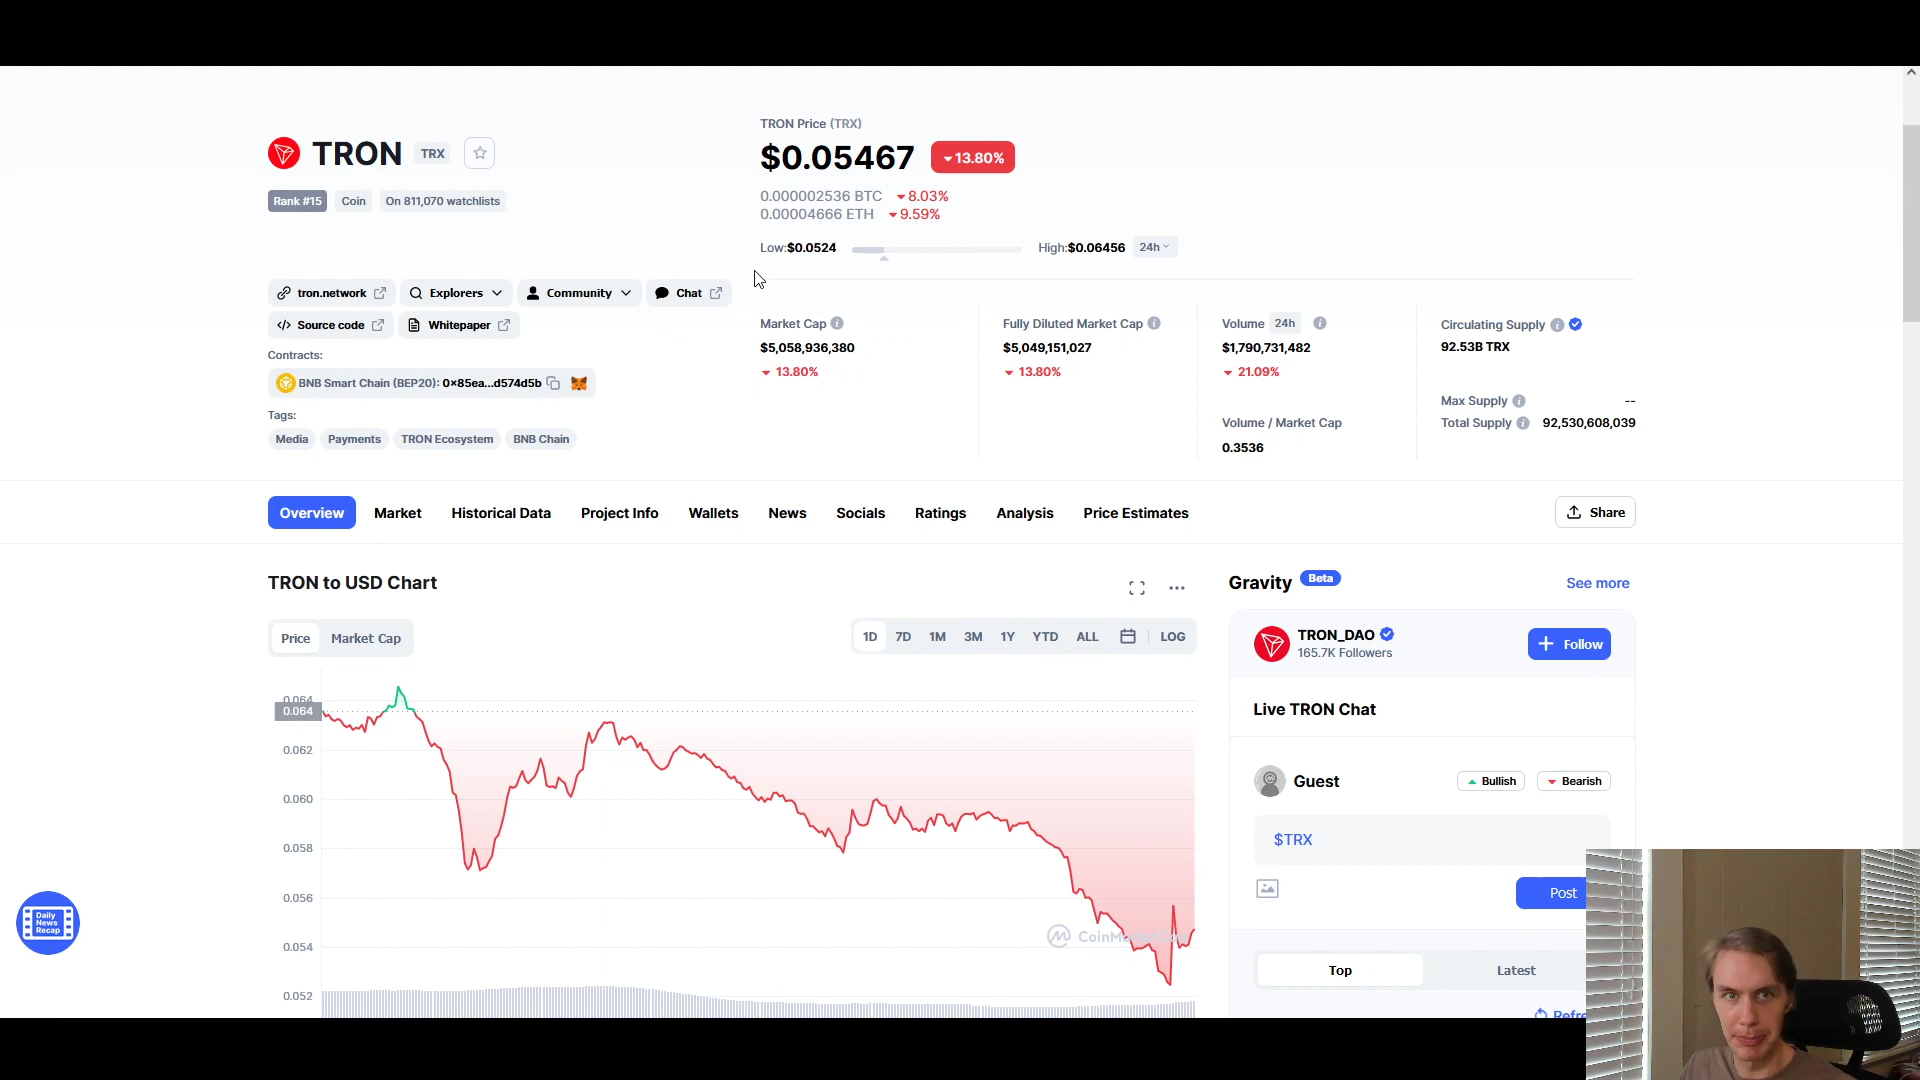 TRON TRX
Rank #15 Coin On 811,070 watchlists
TRON Price (TRX)
$0.05467 13.80%
0.000002536 BTC 8.03%
0.00004666 ETH 9.59%
Low:$0.0524 High:$0.06456 24h
tron.network Explorers Community Chat
Source code Whitepaper
Contracts:
BNB Smart Chain (BEP20): 0x85ea...d574d5b
Tags:
Media Payments TRON Ecosystem BNB Chain
Market Cap
$5,058,936,380
13.80%
Fully Diluted Market Cap
$5,049,151,027
13.80%
Volume 24h
$1,790,731,482
21.09%
Volume / Market Cap
0.3536
Circulating Supply
92.53B TRX
Max Supply --
Total Supply 92,530,608,039
Overview Market Historical Data Project Info Wallets News Socials Ratings Analysis Price Estimates Share
TRON to USD Chart
Price Market Cap
1D 7D 1M 3M 1Y YTD ALL LOG
0.064
0.064
0.062
0.060
0.058
0.056
0.054
0.052
Gravity Beta See more
TRON_DAO
165.7K Followers
Follow
Live TRON Chat
Guest Bullish Bearish
$TRX
Post
Top Latest
Daily
News
Recap